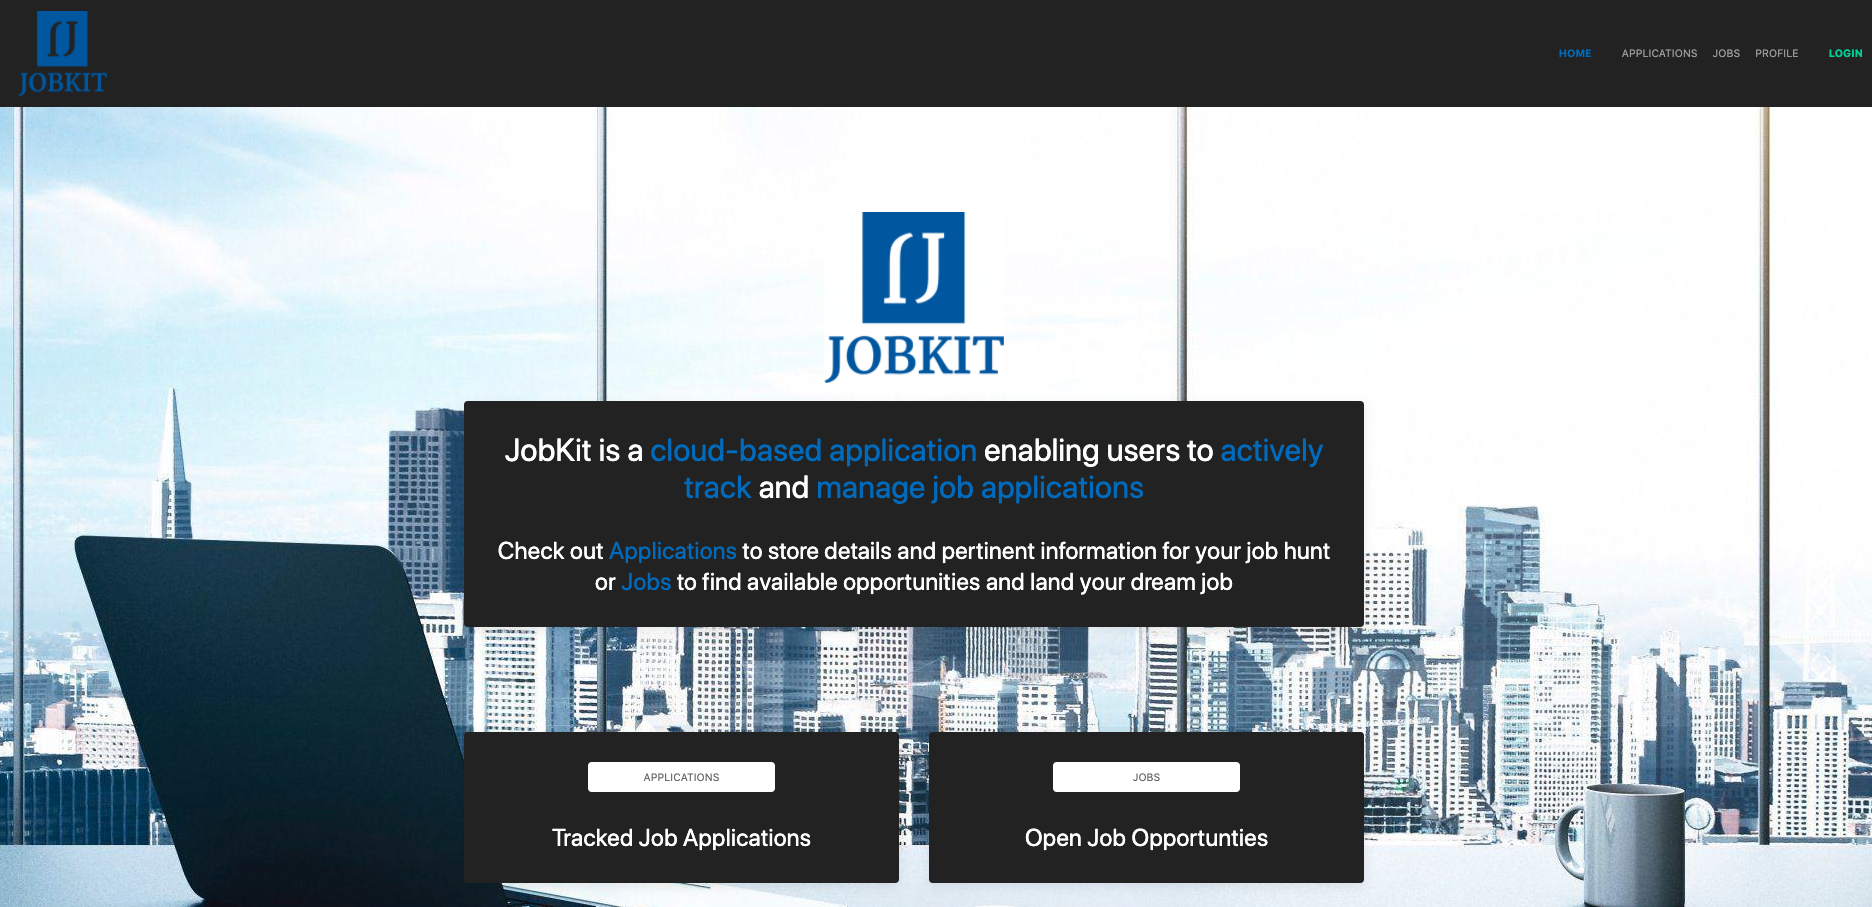 JOBKIT
HOME APPLICATIONS JOBS PROFILE LOGIN
JOBKIT
JobKit is a cloud-based application enabling users to actively
track and manage job applications
Check out Applications to store details and pertinent information for your job hunt
or Jobs to find available opportunities and land your dream job
APPLICATIONS
Tracked Job Applications
JOBS
Open Job Opportunties